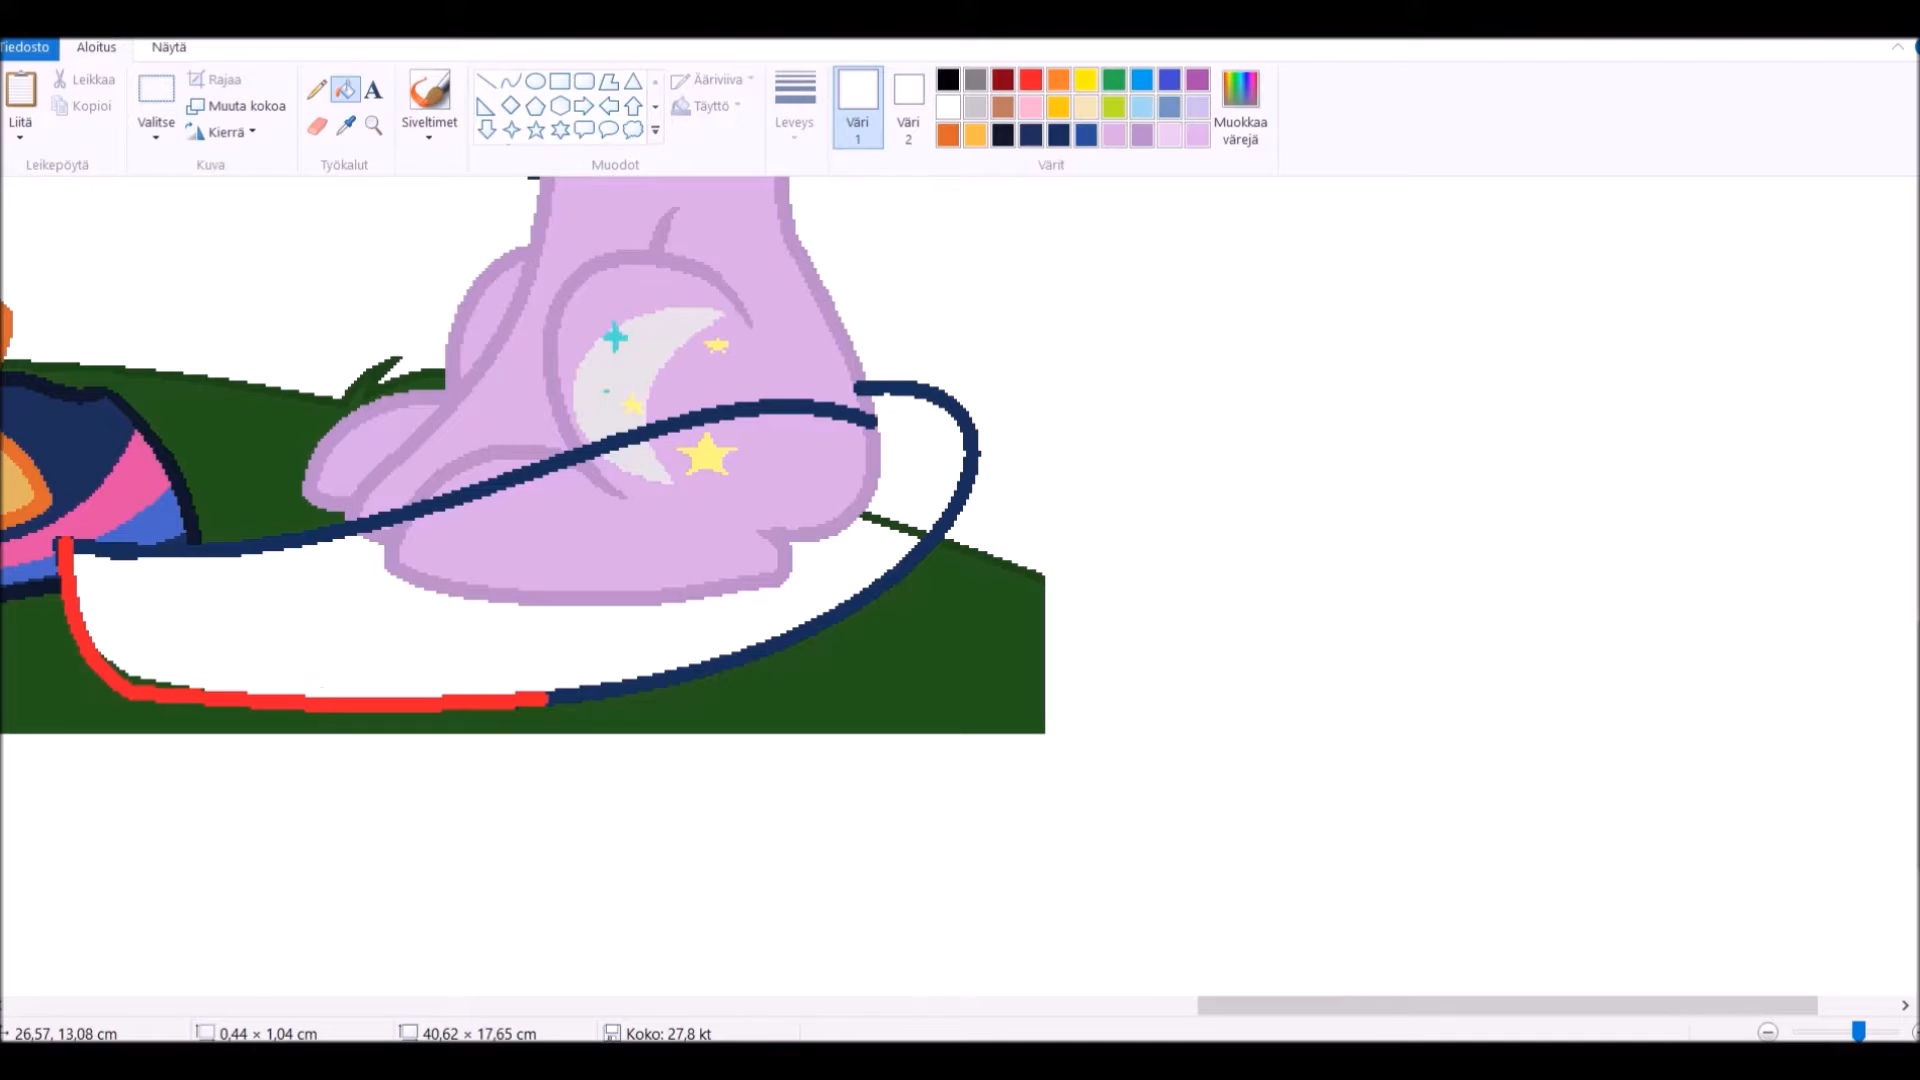 Tiedosto Aloitus Näytä
Liitä
Leikkaa
Kopioi
Leikepöytä
Valitse
Rajaa
Muuta kokoa
Kierrä
Kuva
A
Työkalut
Siveltimet
Muodot
Ääriviiva
Täyttö
Leveys
Väri
1
Väri
2
Värit
Muokkaa
värejä
26,57, 13,08 cm 0,44 × 1,04 cm 40,62 × 17,65 cm Koko: 27,8 kt